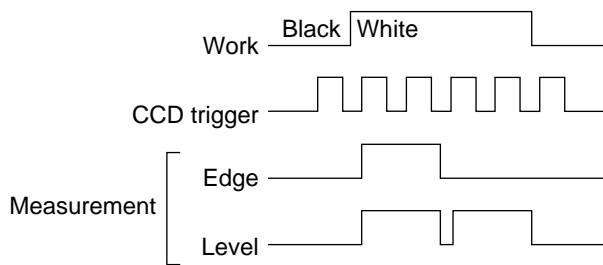 Black White
Work
CCD trigger
Edge
Measurement
Level